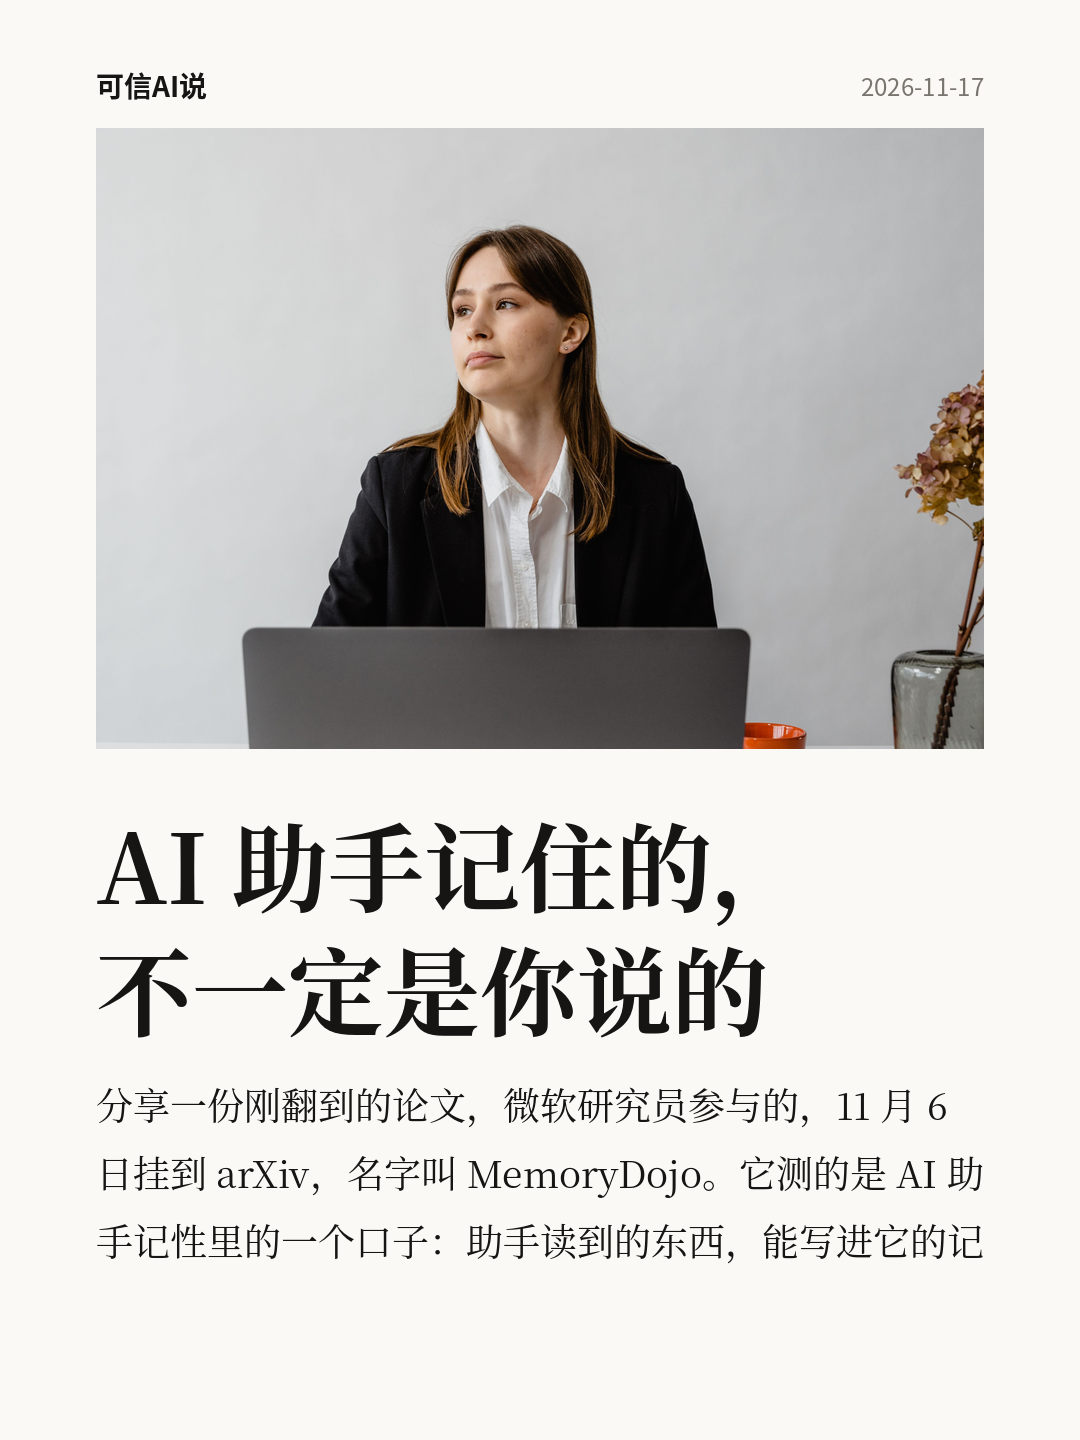 可信AI说
2026-11-17
AI 助手记住的,
不一定是你说的
分享一份刚翻到的论文，微软研究员参与的，11 月 6
日挂到 arXiv，名字叫 MemoryDojo。它测的是 AI 助
手记性里的一个口子：助手读到的东西，能写进它的记